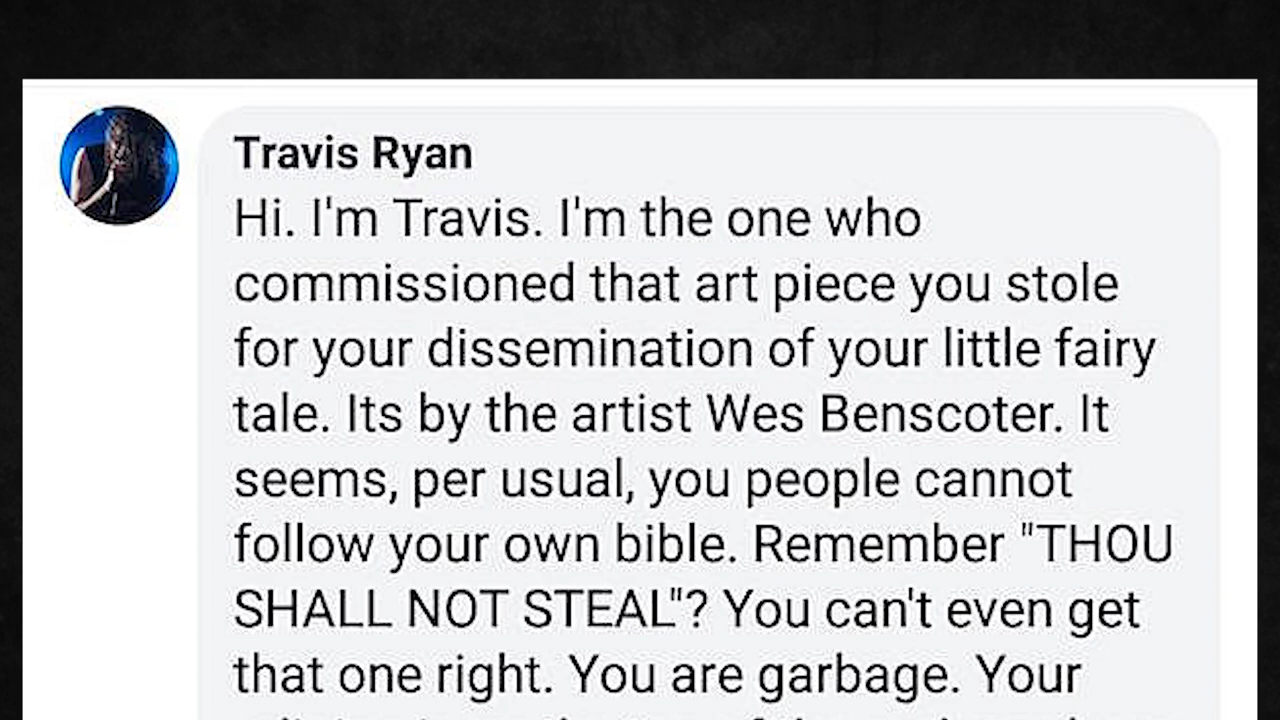 Travis Ryan
Hi. I'm Travis. I'm the one who
commissioned that art piece you stole
for your dissemination of your little fairy
tale. Its by the artist Wes Benscoter. It
seems, per usual, you people cannot
follow your own bible. Remember "THOU
SHALL NOT STEAL"? You can't even get
that one right. You are garbage. Your